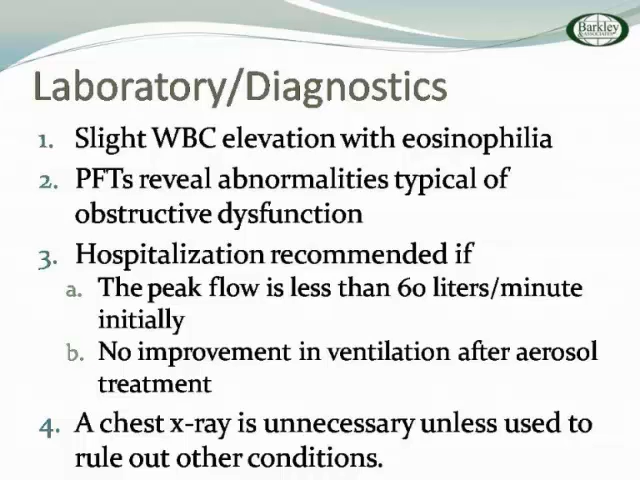 Barkley
& ASSOCIATES
Laboratory/Diagnostics
1. Slight WBC elevation with eosinophilia
2. PFTs reveal abnormalities typical of
obstructive dysfunction
3. Hospitalization recommended if
a. The peak flow is less than 60 liters/minute
initially
b. No improvement in ventilation after aerosol
treatment
4. A chest x-ray is unnecessary unless used to
rule out other conditions.